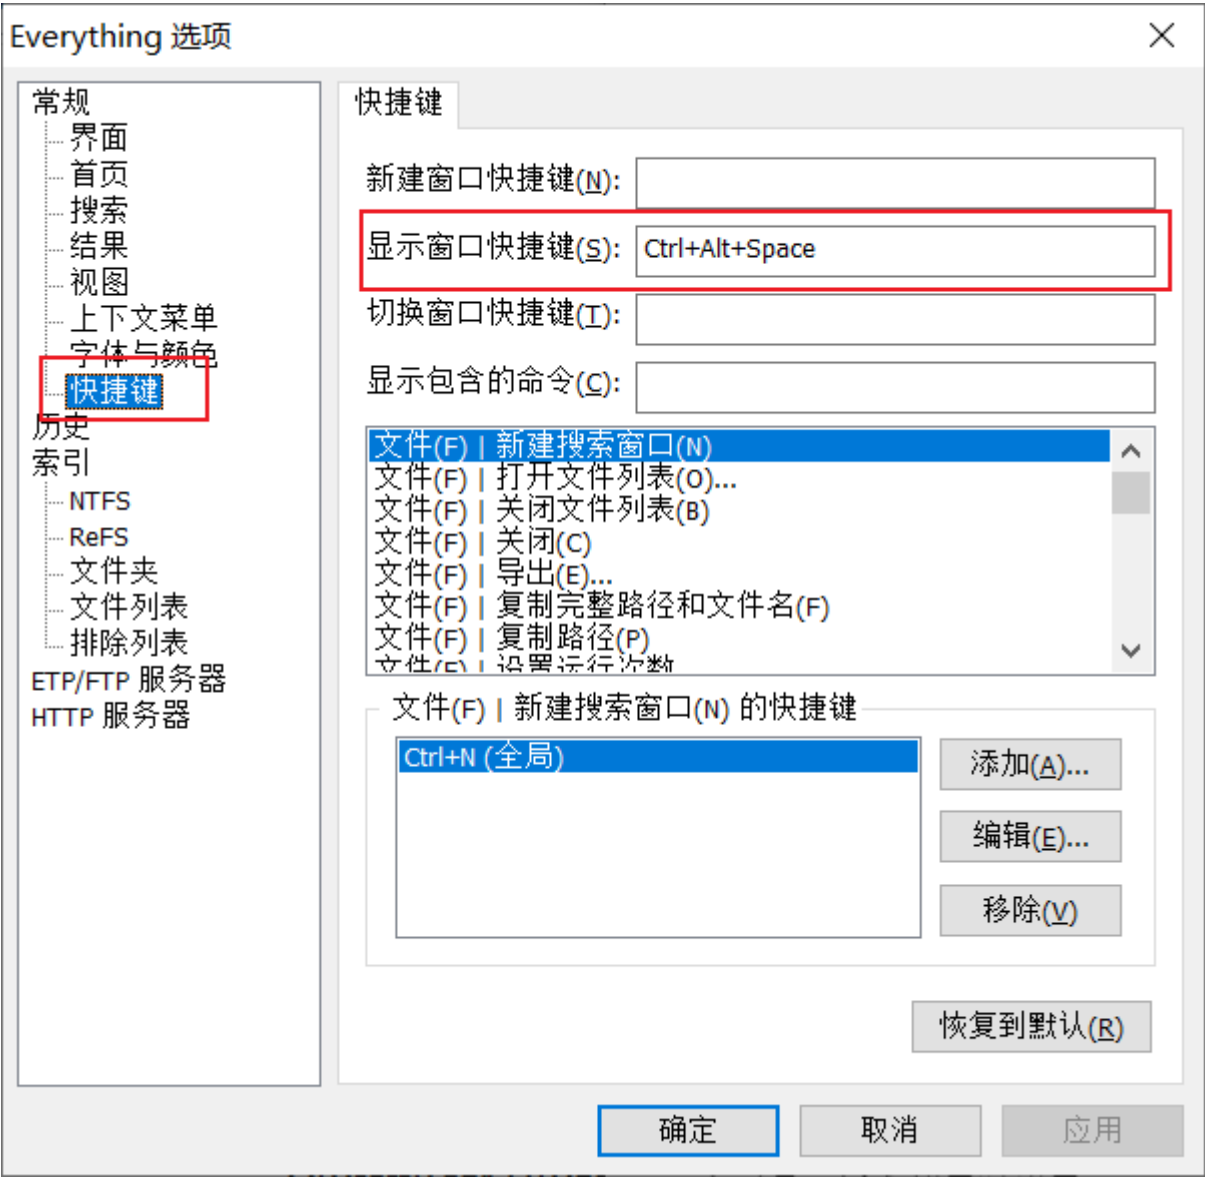 Everything 选项
常规
界面
首页
搜索
结果
视图
上下文菜单
字体与颜色
快捷键
历史
索引
NTFS
ReFS
文件夹
文件列表
排除列表
ETP/FTP 服务器
HTTP 服务器
快捷键
新建窗口快捷键(N):
显示窗口快捷键(S): Ctrl+Alt+Space
切换窗口快捷键(T):
显示包含的命令(C):
文件(F) | 新建搜索窗口(N)
文件(F) | 打开文件列表(O)...
文件(F) | 关闭文件列表(B)
文件(F) | 关闭(C)
文件(F) | 导出(E)...
文件(F) | 复制完整路径和文件名(F)
文件(F) | 复制路径(P)
文件(F) | 设置运行次数
文件(F) | 新建搜索窗口(N) 的快捷键
Ctrl+N (全局)
添加(A)...
编辑(E)...
移除(V)
恢复到默认(R)
确定
取消
应用